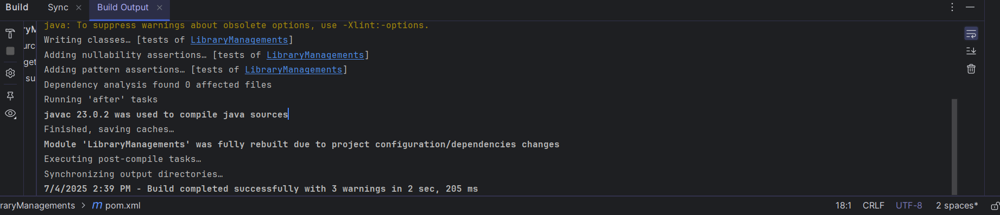 Build Sync Build Output
java: To suppress warnings about obsolete options, use -Xlint:-options.
ryM
Writing classes… [tests of LibraryManagements]
urc
Adding nullability assertions… [tests of LibraryManagements]
get
Adding pattern assertions… [tests of LibraryManagements]
su
Dependency analysis found 0 affected files
Running 'after' tasks
javac 23.0.2 was used to compile java sources
Finished, saving caches…
Module 'LibraryManagements' was fully rebuilt due to project configuration/dependencies changes
Executing post-compile tasks…
Synchronizing output directories…
7/4/2025 2:39 PM - Build completed successfully with 3 warnings in 2 sec, 205 ms
raryManagements > m pom.xml 18:1 CRLF UTF-8 2 spaces*